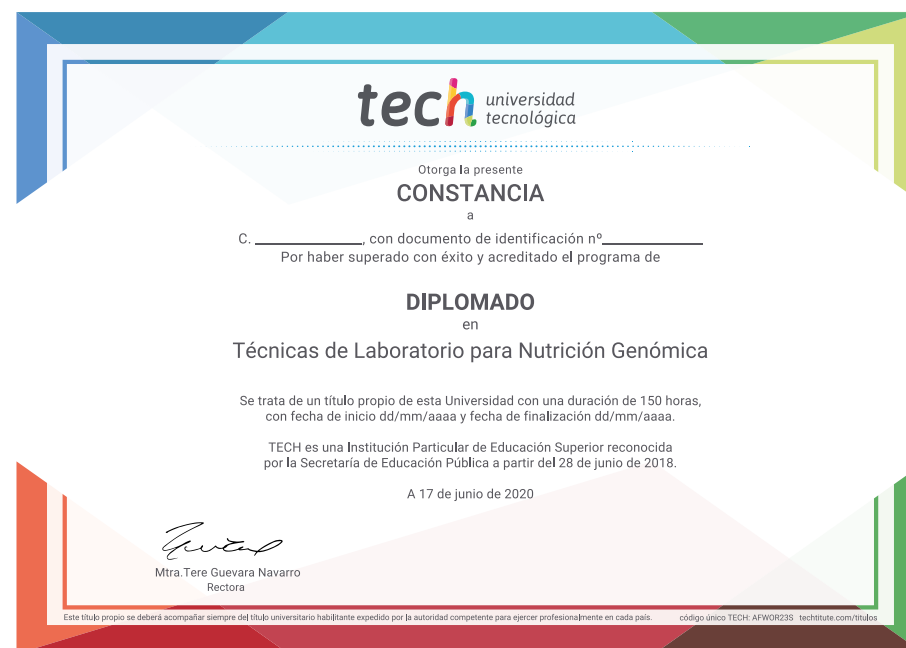 tech universidad
tecnológica
Otorga la presente
CONSTANCIA
a
C. ____________, con documento de identificación nº____________
Por haber superado con éxito y acreditado el programa de
DIPLOMADO
en
Técnicas de Laboratorio para Nutrición Genómica
Se trata de un título propio de esta Universidad con una duración de 150 horas,
con fecha de inicio dd/mm/aaaa y fecha de finalización dd/mm/aaaa.
TECH es una Institución Particular de Educación Superior reconocida
por la Secretaría de Educación Pública a partir del 28 de junio de 2018.
A 17 de junio de 2020
Mtra.Tere Guevara Navarro
Rectora
Este título propio se deberá acompañar siempre del título universitario habilitante expedido por la autoridad competente para ejercer profesionalmente en cada país. código único TECH: AFWOR23S techtitute.com/titulos